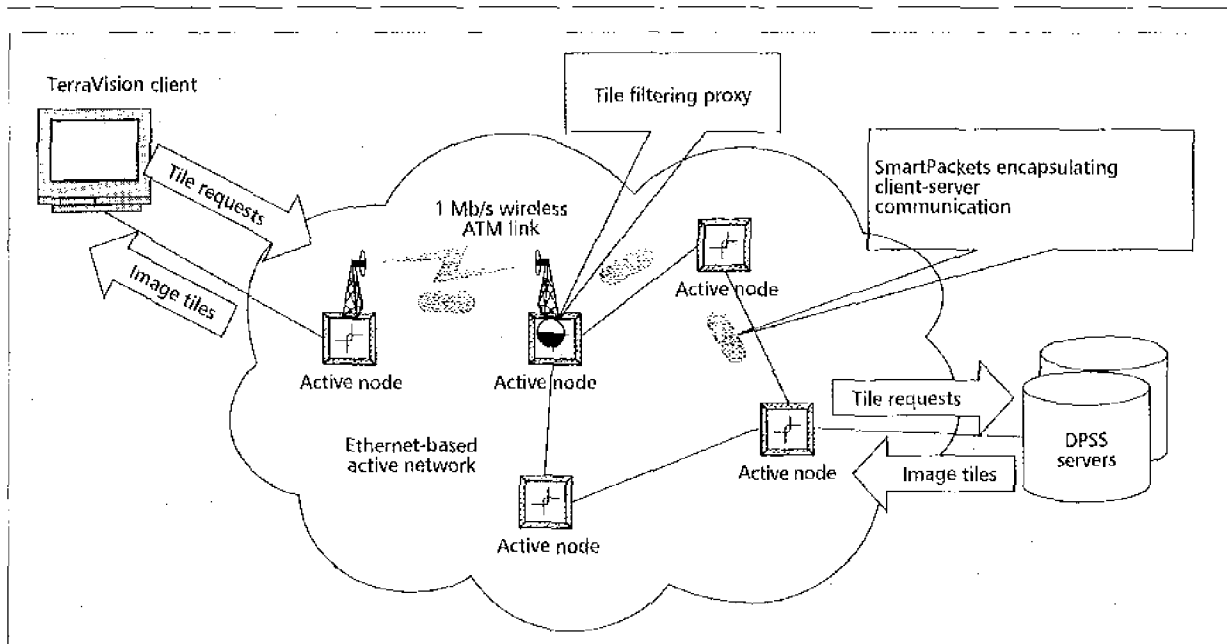 TerraVision client
Tile filtering proxy
SmartPackets encapsulating
client-server
communication
Tile requests
1 Mb/s wireless
ATM link
Image tiles
Active node
Active node
Active node
Ethernet-based
active network
Tile requests
DPSS
servers
Image tiles
Active node
Active node